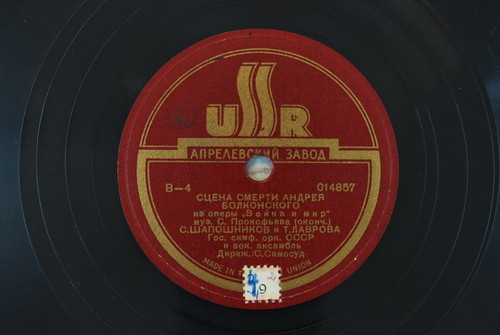 USSR
АПРЕЛЕВСКИЙ ЗАВОД
В—4 014857
СЦЕНА СМЕРТИ АНДРЕЯ
БОЛКОНСКОГО
из оперы „Война и мир"
муз. С. Прокофьева (оконч.)
С.ШАПОШНИКОВ и Т.ЛАВРОВА
Гос. симф. орк. СССР
и вок. ансамбль
Дириж.:С.Самосуд
MADE IN UNION
9